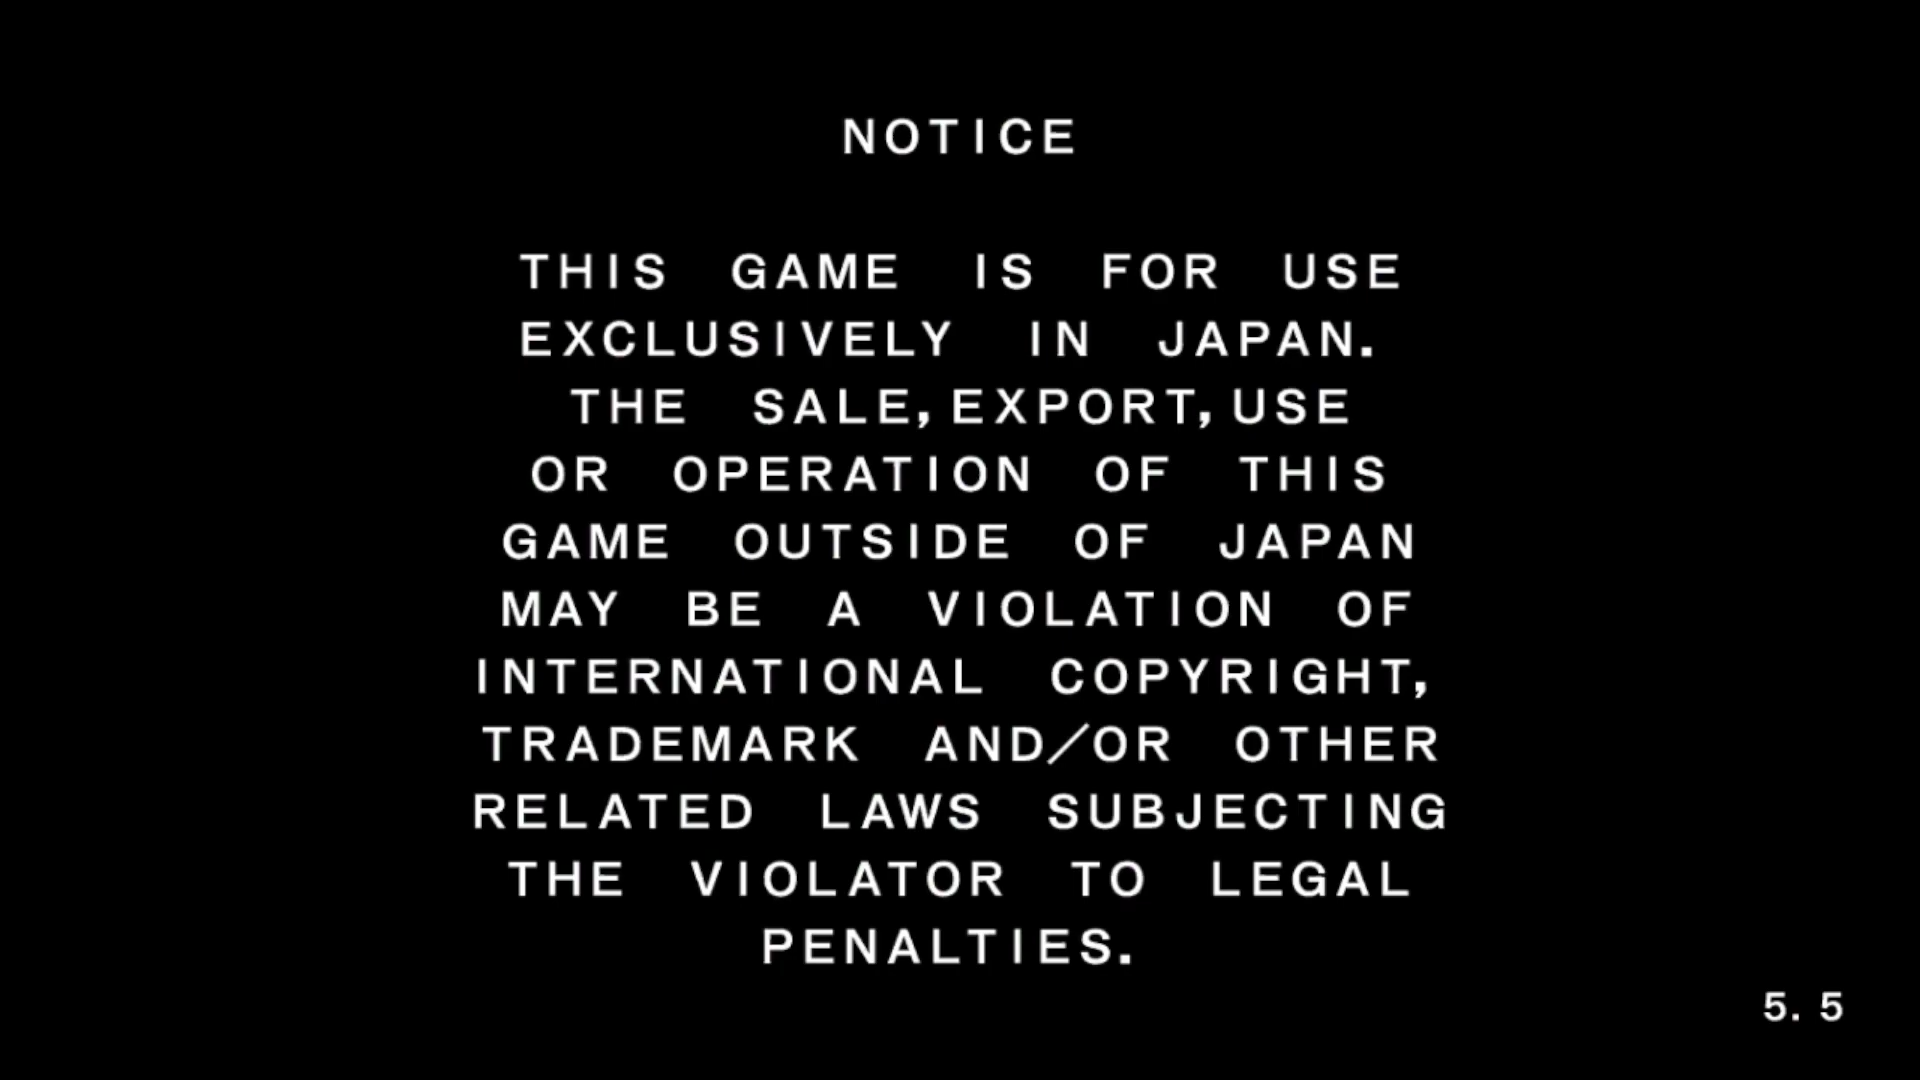 NOTICE
THIS GAME IS FOR USE
EXCLUSIVELY IN JAPAN.
THE SALE,EXPORT,USE
OR OPERATION OF THIS
GAME OUTSIDE OF JAPAN
MAY BE A VIOLATION OF
INTERNATIONAL COPYRIGHT,
TRADEMARK AND/OR OTHER
RELATED LAWS SUBJECTING
THE VIOLATOR TO LEGAL
PENALTIES.
5. 5